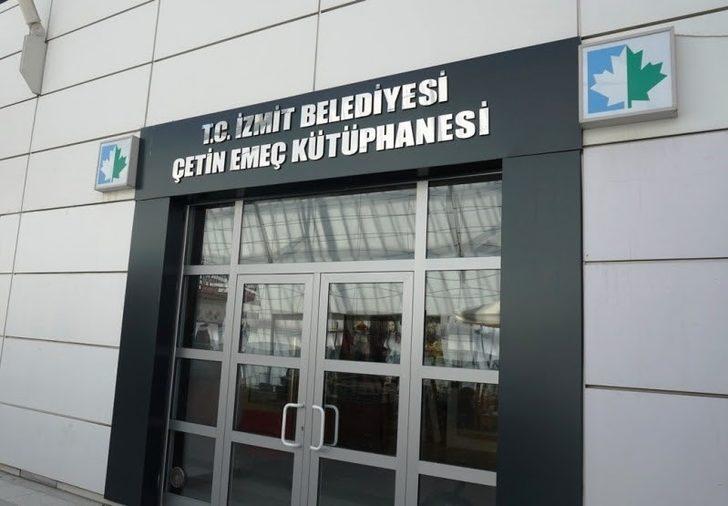 T.C. İZMİT BELEDİYESİ
ÇETİN EMEÇ KÜTÜPHANESİ